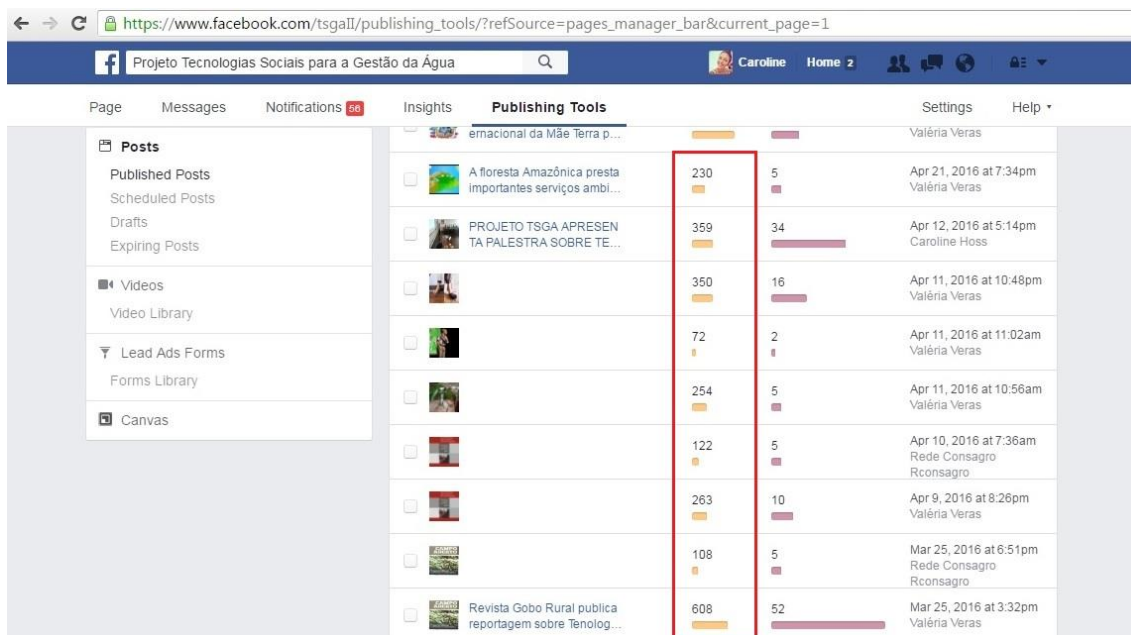 https://www.facebook.com/tsgaII/publishing_tools/?refSource=pages_manager_bar&current_page=1
Projeto Tecnologias Sociais para a Gestão da Água
Caroline Home 2
Page Messages Notifications 56 Insights Publishing Tools Settings Help
Posts
Published Posts
Scheduled Posts
Drafts
Expiring Posts
Videos
Video Library
Lead Ads Forms
Forms Library
Canvas
ernacional da Mãe Terra p...
Valéria Veras
A floresta Amazônica presta
importantes serviços ambi...
230 5 Apr 21, 2016 at 7:34pm
Valéria Veras
PROJETO TSGA APRESEN
TA PALESTRA SOBRE TE...
359 34 Apr 12, 2016 at 5:14pm
Caroline Hoss
350 16 Apr 11, 2016 at 10:48pm
Valéria Veras
72 2 Apr 11, 2016 at 11:02am
Valéria Veras
254 5 Apr 11, 2016 at 10:56am
Valéria Veras
122 5 Apr 10, 2016 at 7:36am
Rede Consagro
Rconsagro
263 10 Apr 9, 2016 at 8:26pm
Valéria Veras
108 5 Mar 25, 2016 at 6:51pm
Rede Consagro
Rconsagro
Revista Gobo Rural publica
reportagem sobre Tenolog...
608 52 Mar 25, 2016 at 3:32pm
Valéria Veras